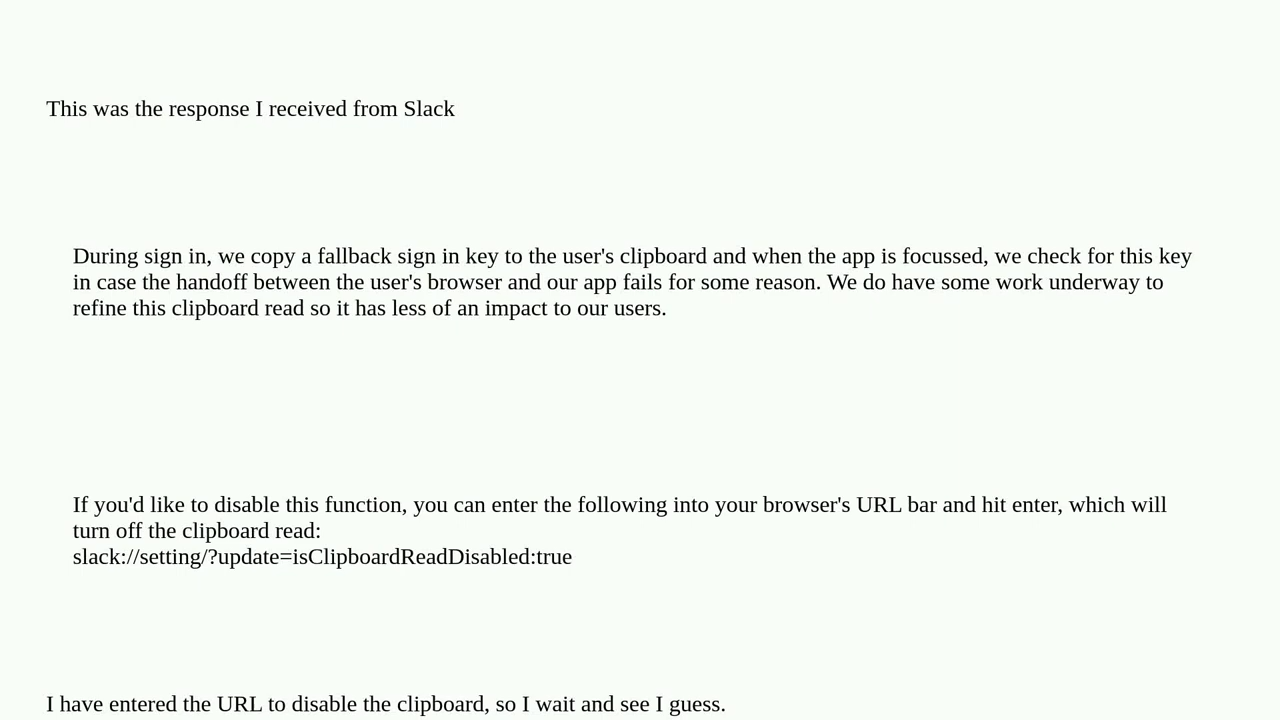 This was the response I received from Slack
During sign in, we copy a fallback sign in key to the user's clipboard and when the app is focussed, we check for this key
in case the handoff between the user's browser and our app fails for some reason. We do have some work underway to
refine this clipboard read so it has less of an impact to our users.
If you'd like to disable this function, you can enter the following into your browser's URL bar and hit enter, which will
turn off the clipboard read:
slack://setting/?update=isClipboardReadDisabled:true
I have entered the URL to disable the clipboard, so I wait and see I guess.